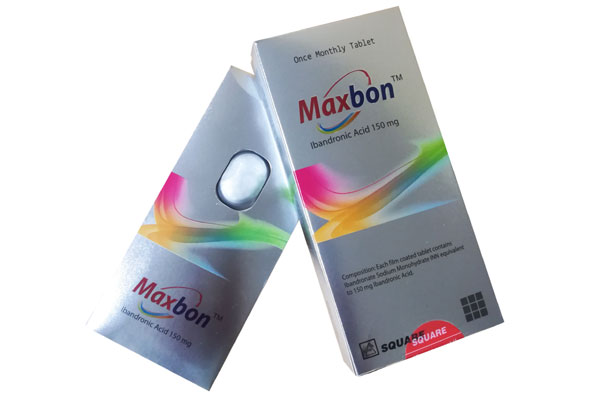 Once Monthly Tablet
Maxbon™
Ibandronic Acid 150 mg
Composition: Each film coated tablet contains
Ibandronate Sodium Monohydrate INN equivalent
to 150 mg Ibandronic Acid.
SQUARE
SQUARE
Maxbon™
Ibandronic Acid 150 mg